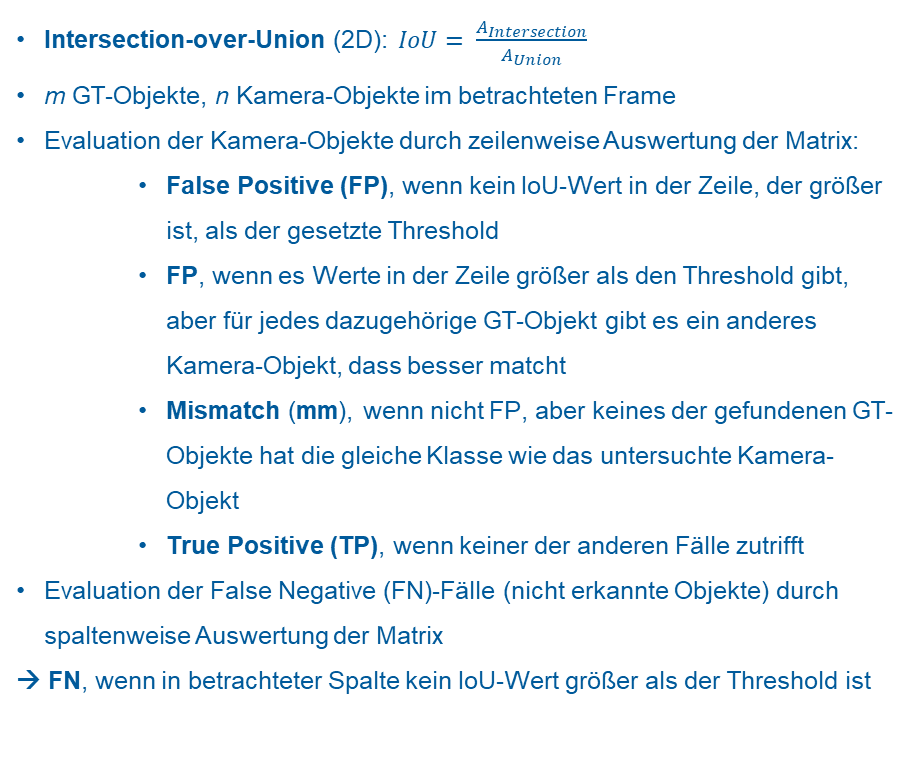 • Intersection-over-Union (2D): IoU = A_Intersection / A_Union
• m GT-Objekte, n Kamera-Objekte im betrachteten Frame
• Evaluation der Kamera-Objekte durch zeilenweise Auswertung der Matrix:
• False Positive (FP), wenn kein IoU-Wert in der Zeile, der größer
ist, als der gesetzte Threshold
• FP, wenn es Werte in der Zeile größer als den Threshold gibt,
aber für jedes dazugehörige GT-Objekt gibt es ein anderes
Kamera-Objekt, dass besser matcht
• Mismatch (mm), wenn nicht FP, aber keines der gefundenen GT-
Objekte hat die gleiche Klasse wie das untersuchte Kamera-
Objekt
• True Positive (TP), wenn keiner der anderen Fälle zutrifft
• Evaluation der False Negative (FN)-Fälle (nicht erkannte Objekte) durch
spaltenweise Auswertung der Matrix
→ FN, wenn in betrachteter Spalte kein IoU-Wert größer als der Threshold ist